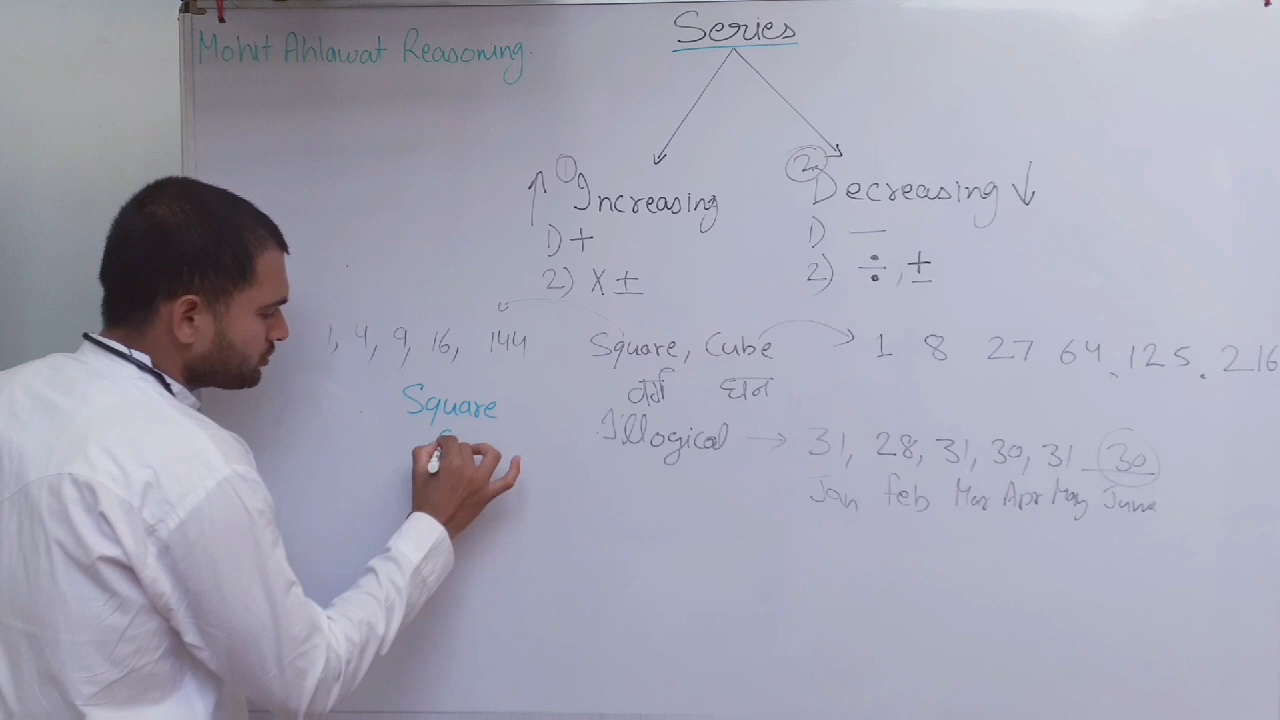 Mohit Ahlawat Reasoning.
Series
↑ ① Increasing
1) +
2) X ±
② Decreasing ↓
1) —
2) ÷, ±
1, 4, 9, 16, 144
Square, Cube → 1 8 27 64, 125, 216
वर्ग घन
Square
Illogical → 31, 28, 31, 30, 31 30
Jan Feb Mar Apr May June